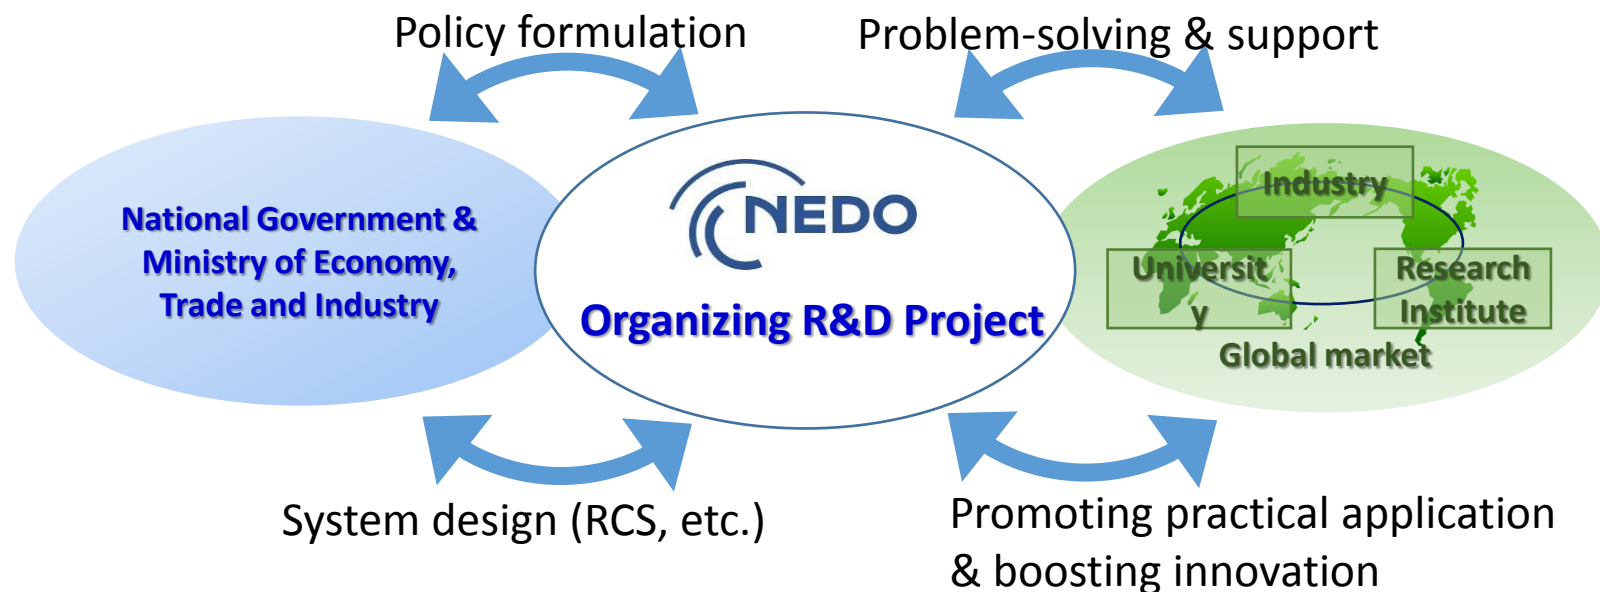 Policy formulation
Problem-solving & support
National Government &
Ministry of Economy,
Trade and Industry
NEDO
Organizing R&D Project
Industry
Universit
y
Research
Institute
Global market
System design (RCS, etc.)
Promoting practical application
& boosting innovation